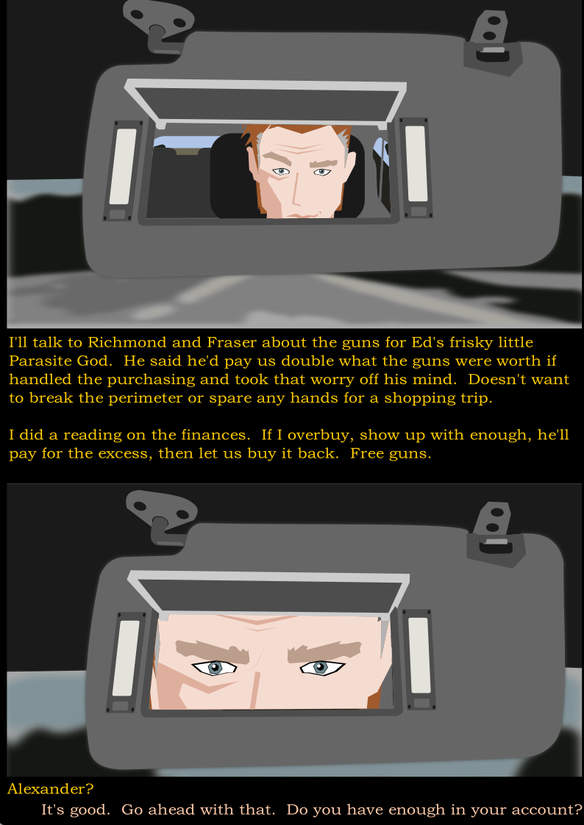 I'll talk to Richmond and Fraser about the guns for Ed's frisky little
Parasite God.  He said he'd pay us double what the guns were worth if
handled the purchasing and took that worry off his mind.  Doesn't want
to break the perimeter or spare any hands for a shopping trip.
I did a reading on the finances.  If I overbuy, show up with enough, he'll
pay for the excess, then let us buy it back.  Free guns.
Alexander?
It's good.  Go ahead with that.  Do you have enough in your account?